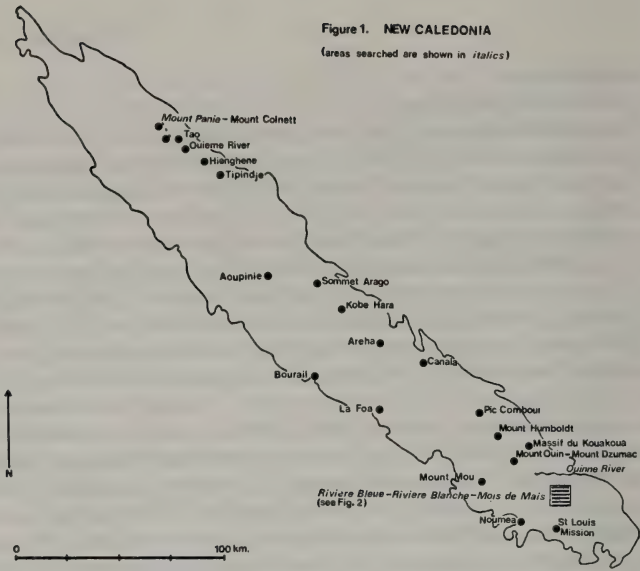 Figure 1. NEW CALEDONIA
(areas searched are shown in italics)
Mount Panie - Mount Colnett
Tao
Ouieme River
Hienghene
Tipindje
Aoupinie
Sommet Arago
Kobe Hara
Areha
Canala
Bourail
La Foa
Pic Combour
Mount Humboldt
Massif du Kouakoua
Mount Ouin-Mount Dzumac
Ouinne River
Mount Mou
Riviere Bleue-Riviere Blanche-Mois de Mais
(see Fig. 2)
Noumea
St Louis
Mission
N
0 100 km.